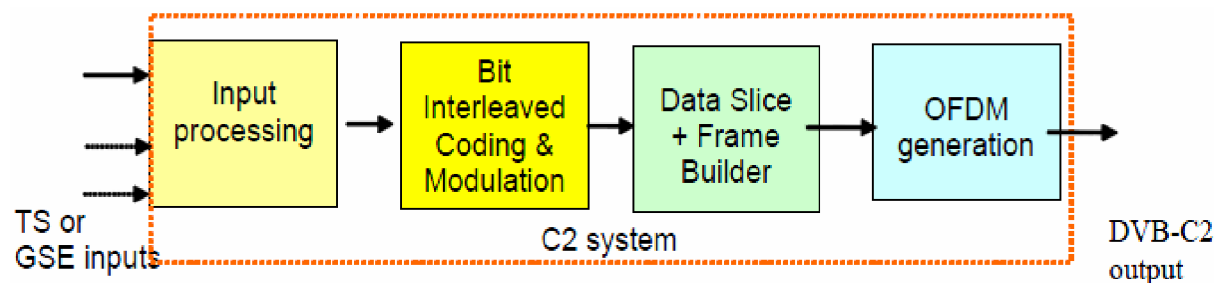 Input
processing
Bit
Interleaved
Coding &
Modulation
Data Slice
+ Frame
Builder
OFDM
generation
TS or
GSE inputs
C2 system
DVB-C2
output